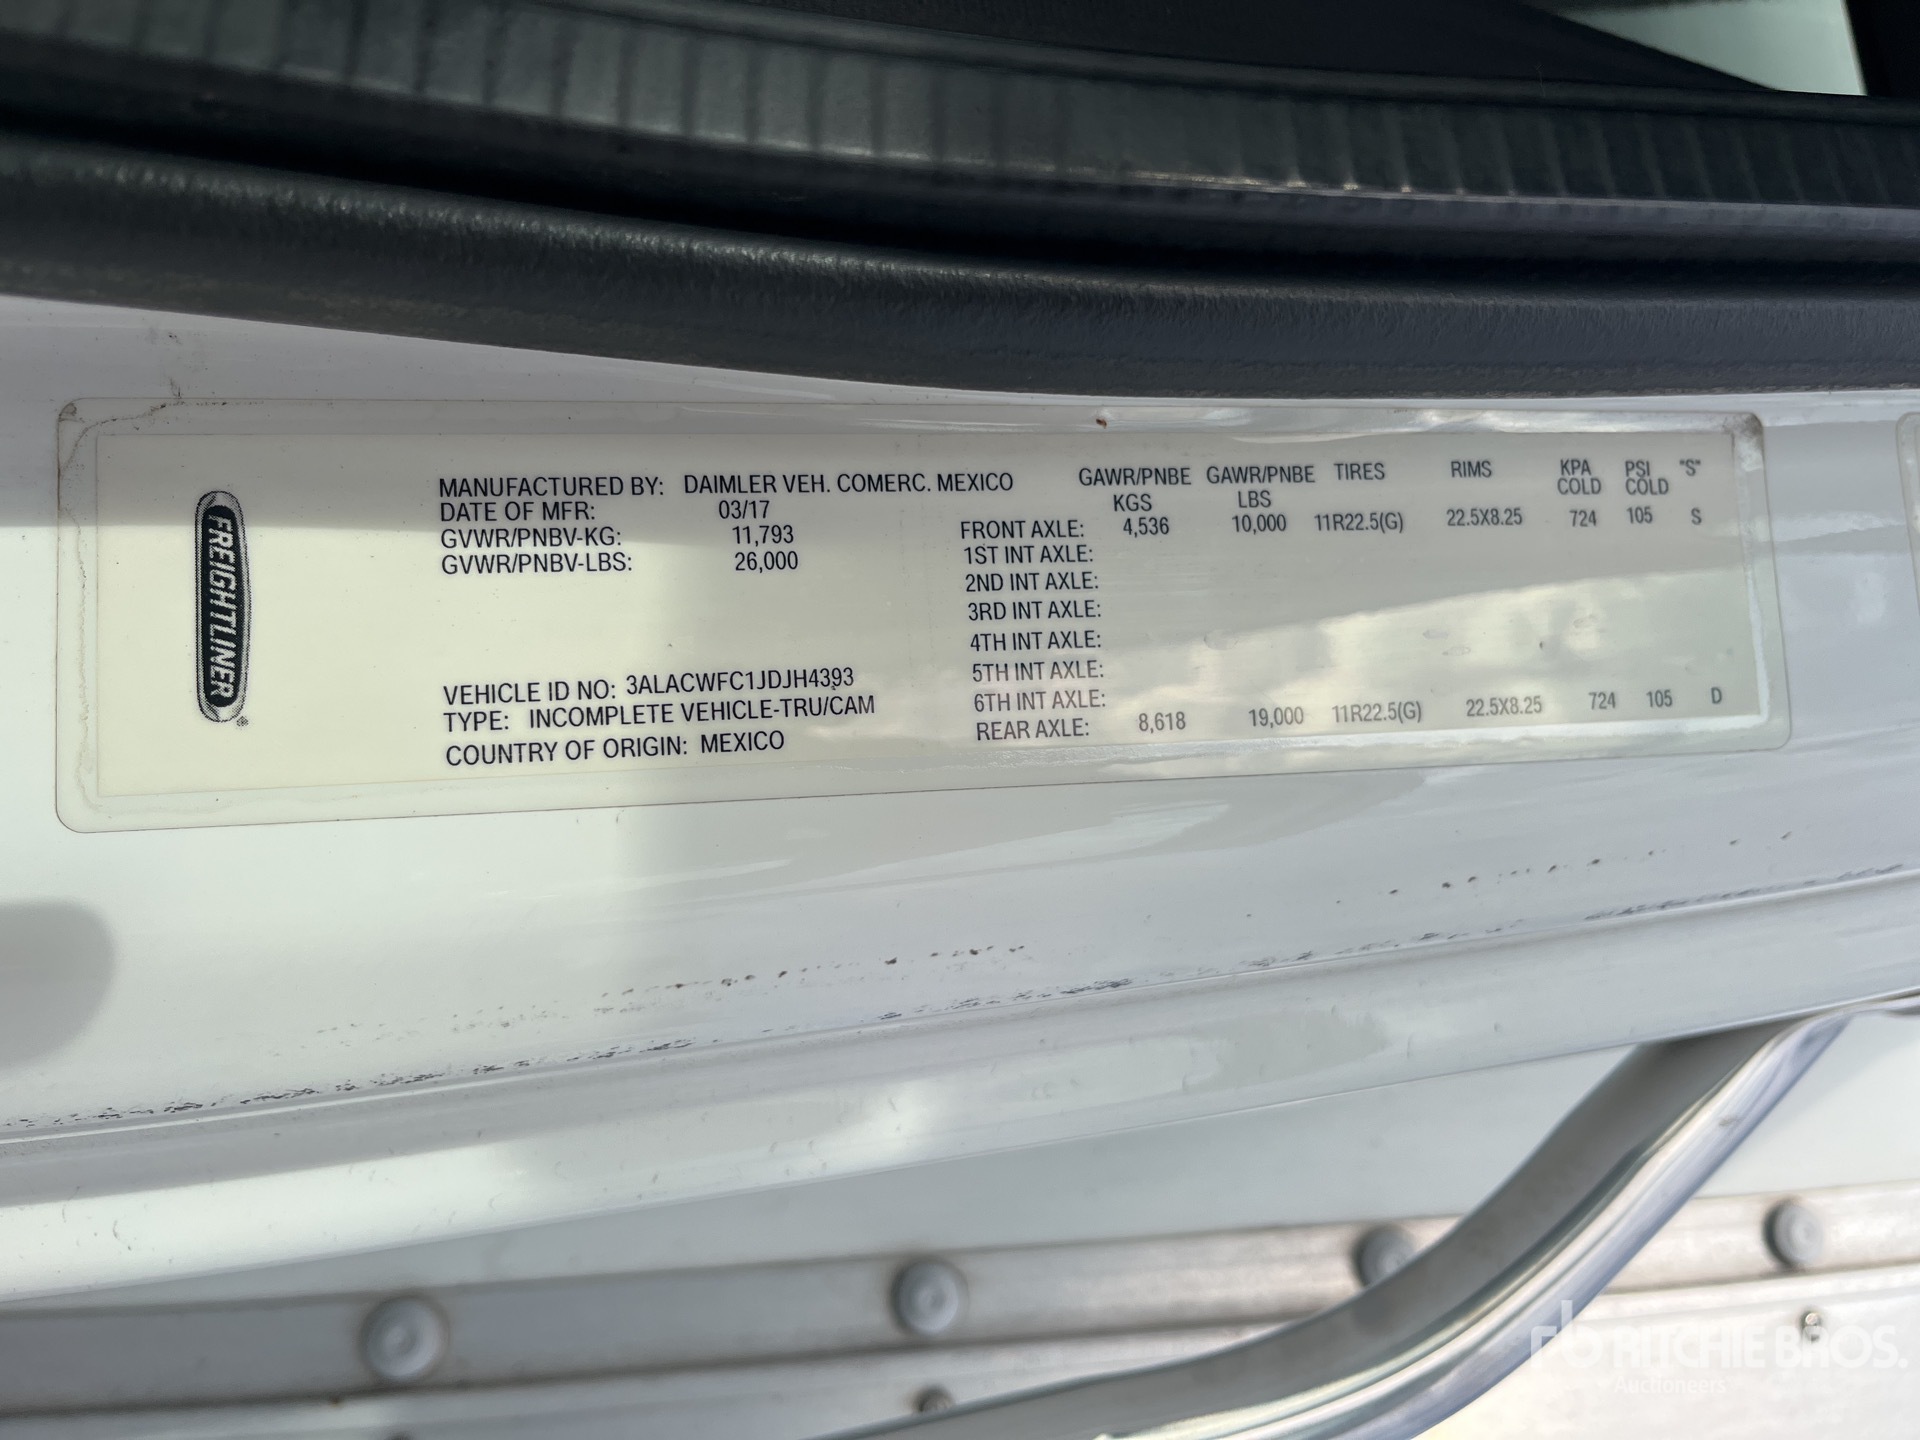 FREIGHTLINER®
MANUFACTURED BY: DAIMLER VEH. COMERC. MEXICO
DATE OF MFR: 03/17
GVWR/PNBV-KG: 11,793
GVWR/PNBV-LBS: 26,000
VEHICLE ID NO: 3ALACWFC1JDJH4393
TYPE: INCOMPLETE VEHICLE-TRU/CAM
COUNTRY OF ORIGIN: MEXICO
GAWR/PNBE KGS GAWR/PNBE LBS TIRES RIMS KPA COLD PSI COLD "S"
FRONT AXLE: 4,536 10,000 11R22.5(G) 22.5X8.25 724 105 S
1ST INT AXLE:
2ND INT AXLE:
3RD INT AXLE:
4TH INT AXLE:
5TH INT AXLE:
6TH INT AXLE:
REAR AXLE: 8,618 19,000 11R22.5(G) 22.5X8.25 724 105 D
rb RITCHIE BROS.
Auctioneers